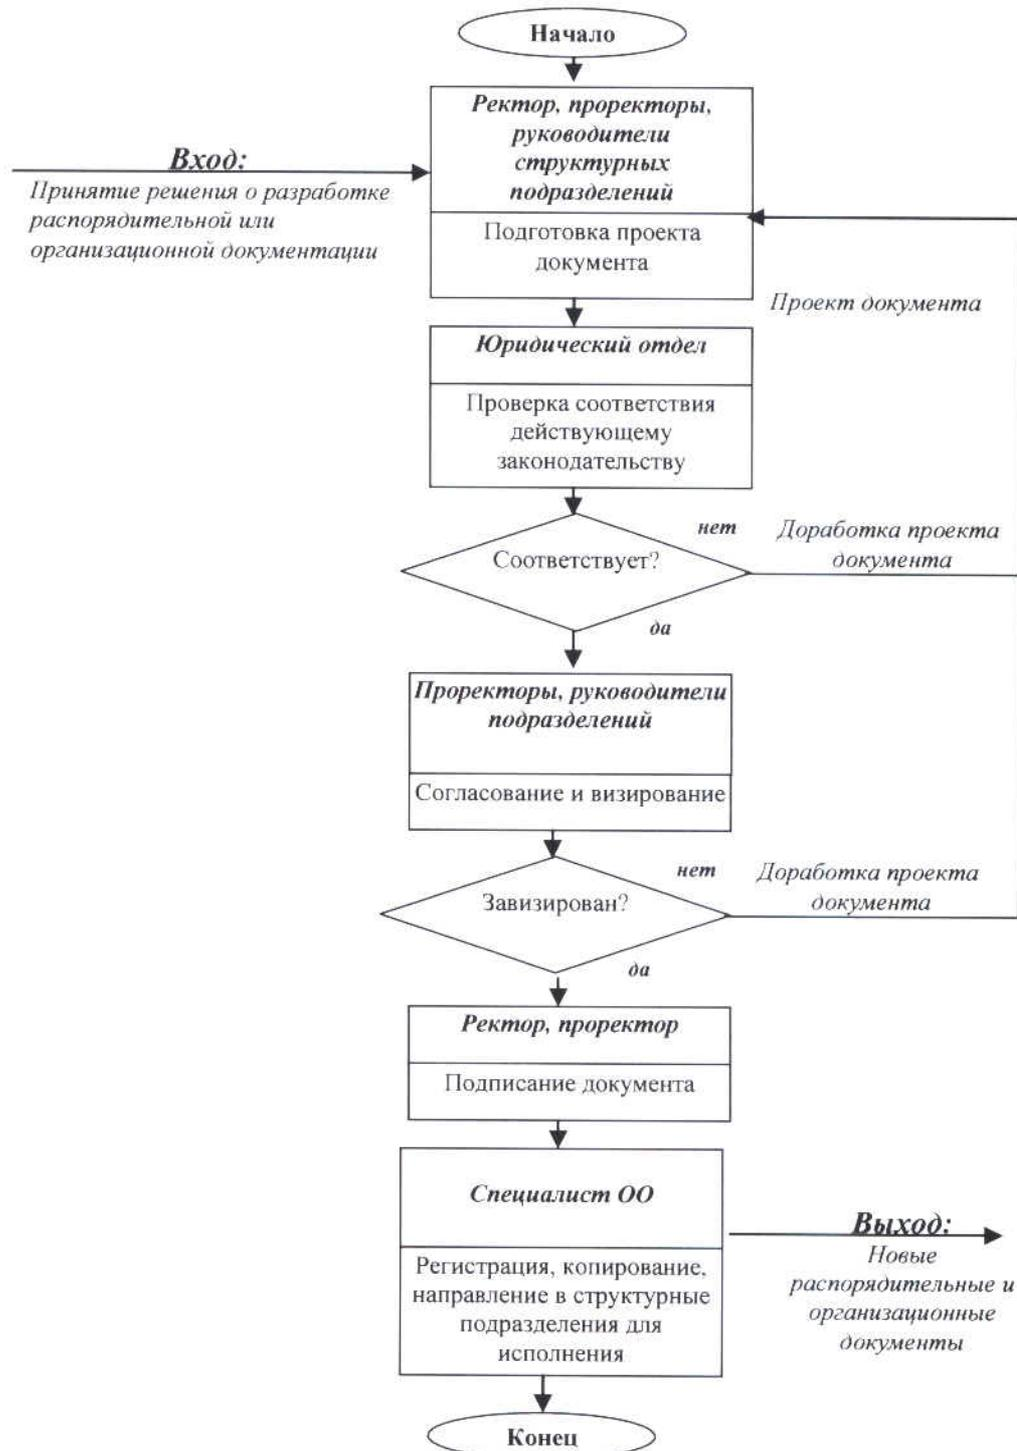 Начало
Ректор, проректоры,
руководители
структурных
подразделений
Вход:
Принятие решения о разработке
распорядительной или
организационной документации
Подготовка проекта
документа
Проект документа
Юридический отдел
Проверка соответствия
действующему
законодательству
Соответствует?
нет
Доработка проекта
документа
да
Проректоры, руководители
подразделений
Согласование и визирование
Завизирован?
нет
Доработка проекта
документа
да
Ректор, проректор
Подписание документа
Специалист ОО
Регистрация, копирование,
направление в структурные
подразделения для
исполнения
Выход:
Новые
распорядительные и
организационные
документы
Конец